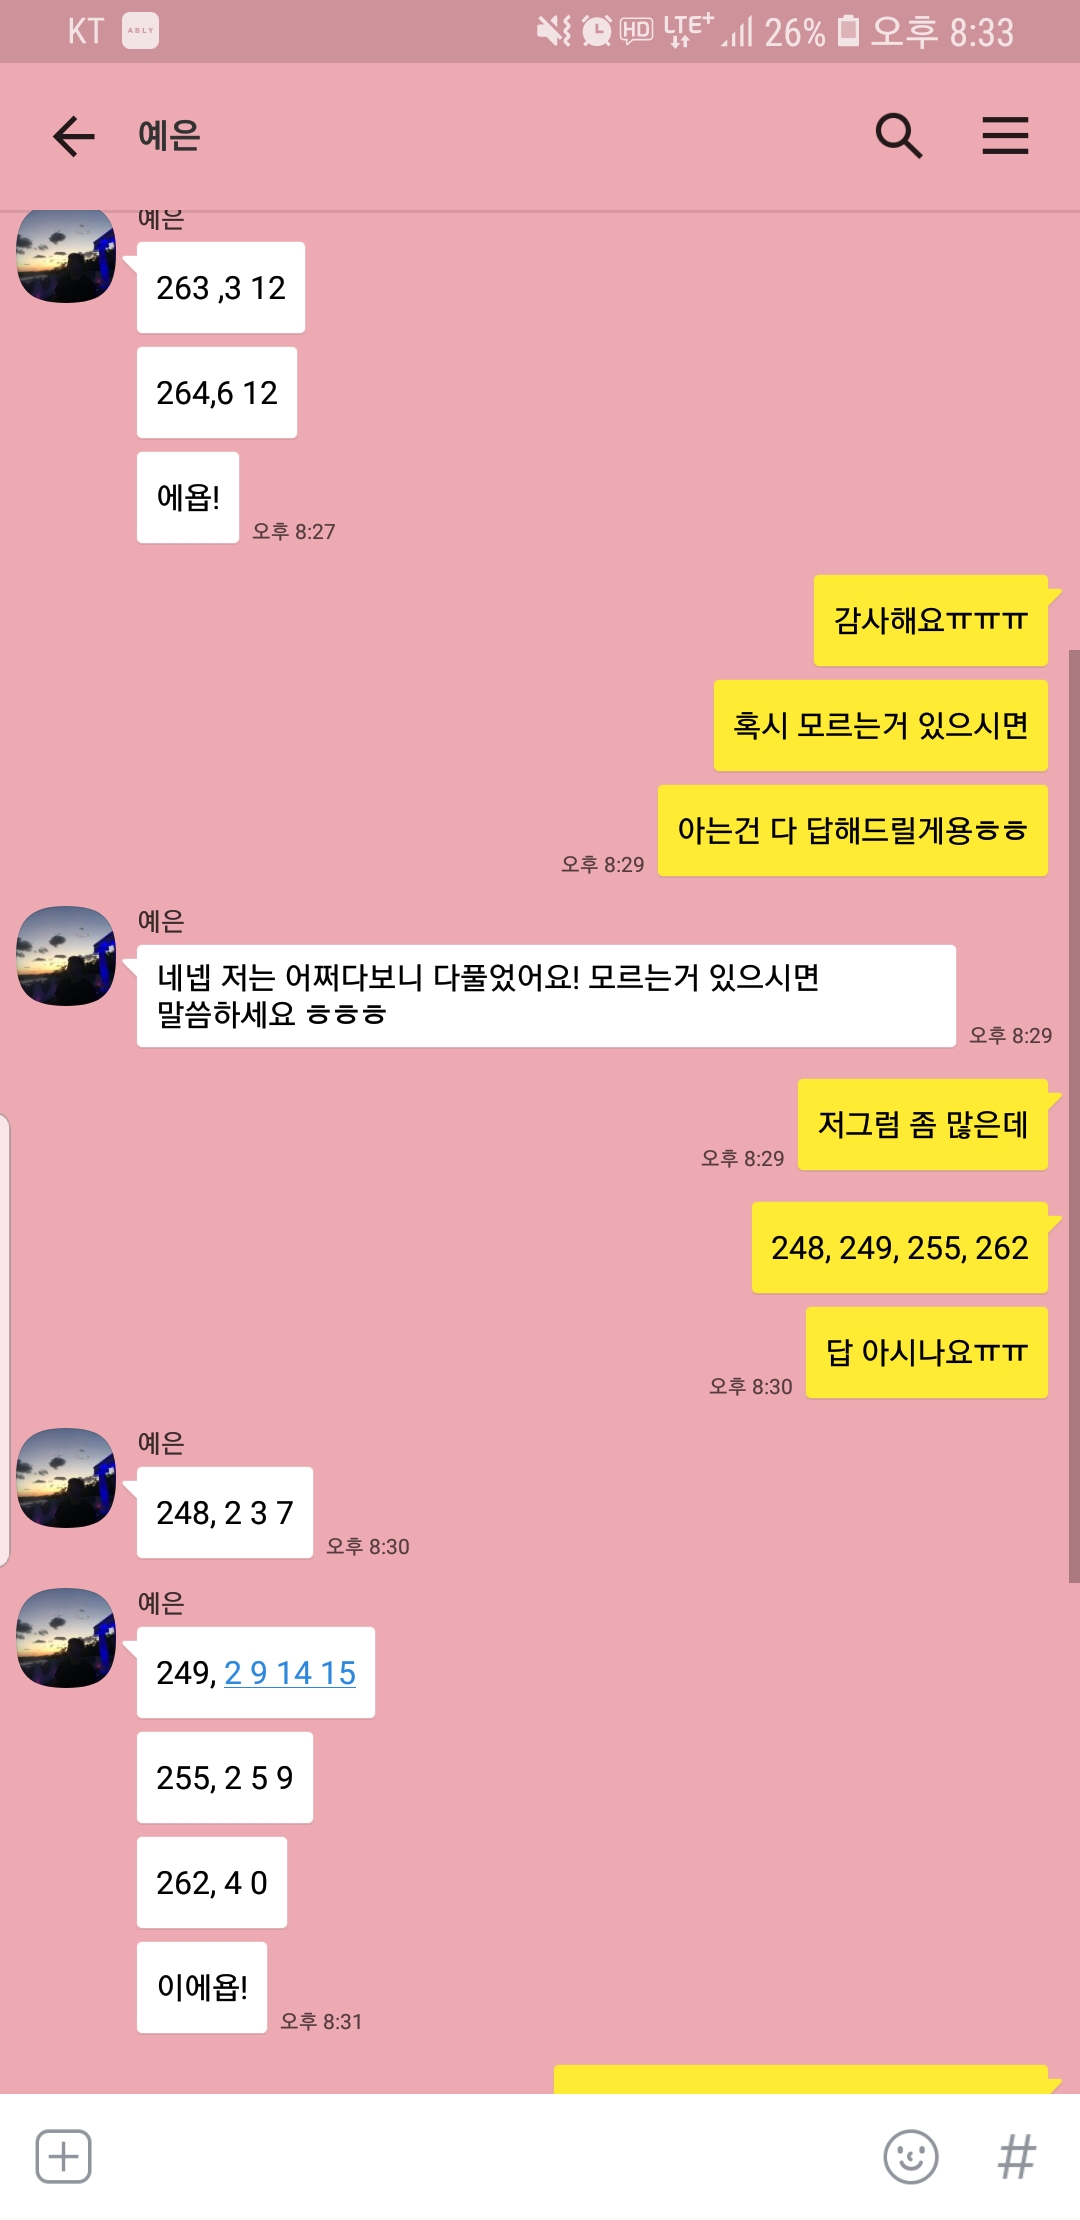 KT ABLY HD LTE+ 26% 오후 8:33
예은
예은
263 ,3 12
264,6 12
에욥!
오후 8:27
감사해요ㅠㅠㅠ
혹시 모르는거 있으시면
아는건 다 답해드릴게용ㅎㅎ
오후 8:29
예은
네넵 저는 어쩌다보니 다풀었어요! 모르는거 있으시면
말씀하세요 ㅎㅎㅎ
오후 8:29
저그럼 좀 많은데
오후 8:29
248, 249, 255, 262
답 아시나요ㅠㅠ
오후 8:30
예은
248, 2 3 7
오후 8:30
예은
249, 2 9 14 15
255, 2 5 9
262, 4 0
이에욥!
오후 8:31
#